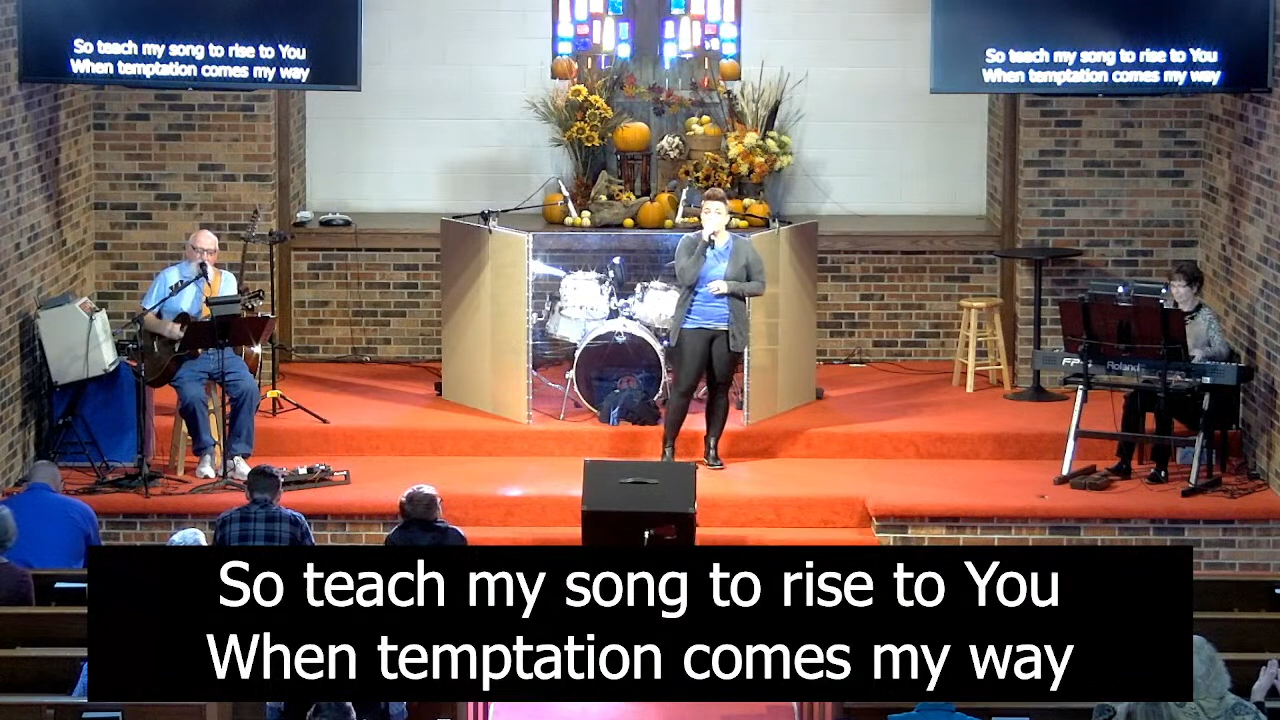 So teach my song to rise to You
When temptation comes my way
So teach my song to rise to You
When temptation comes my way
Roland
FP
So teach my song to rise to You
When temptation comes my way